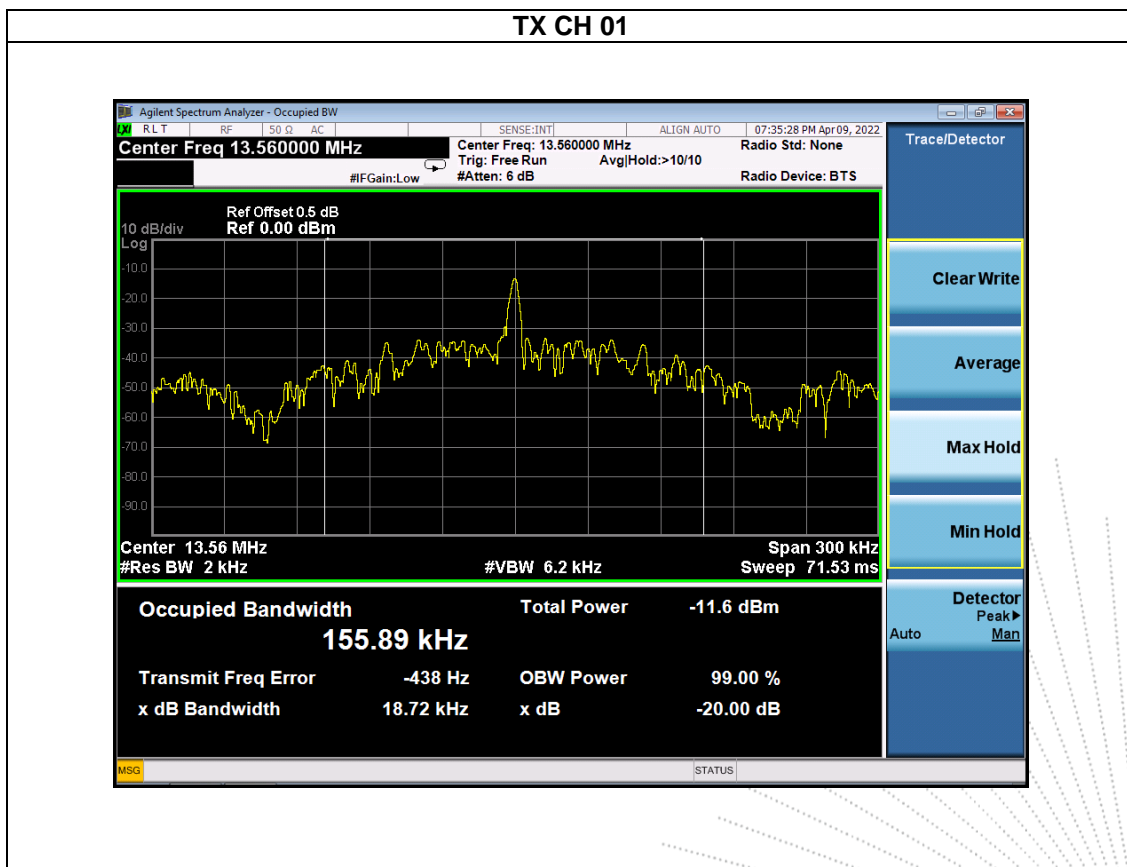 TX CH 01
Agilent Spectrum Analyzer - Occupied BW
LXI RLT RF 50 Ω AC SENSE:INT ALIGN AUTO 07:35:28 PM Apr 09, 2022
Center Freq 13.560000 MHz Center Freq: 13.560000 MHz Radio Std: None
Trig: Free Run Avg|Hold:>10/10
#IFGain:Low #Atten: 6 dB Radio Device: BTS
Trace/Detector
Ref Offset 0.5 dB
10 dB/div Ref 0.00 dBm
Log
-10.0
-20.0
-30.0
-40.0
-50.0
-60.0
-70.0
-80.0
-90.0
Center 13.56 MHz Span 300 kHz
#Res BW 2 kHz #VBW 6.2 kHz Sweep 71.53 ms
Occupied Bandwidth Total Power -11.6 dBm
155.89 kHz
Transmit Freq Error -438 Hz OBW Power 99.00 %
x dB Bandwidth 18.72 kHz x dB -20.00 dB
Clear Write
Average
Max Hold
Min Hold
Detector
Peak▶
Auto Man
MSG STATUS